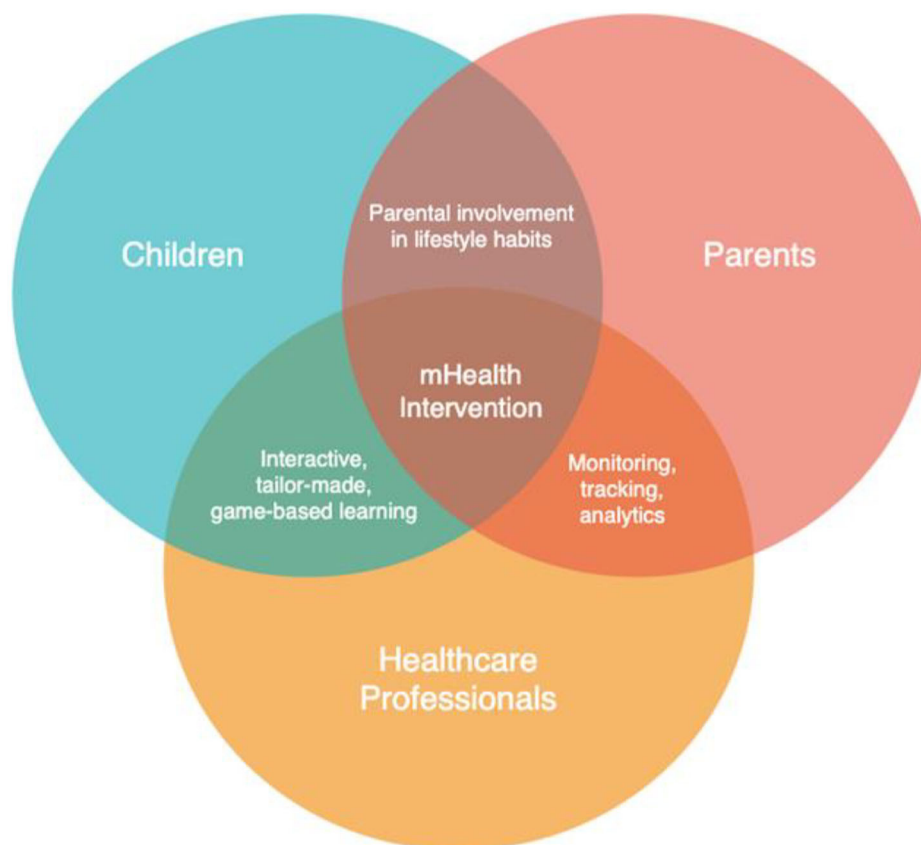 Parental involvement
in lifestyle habits
Children
Parents
mHealth
Intervention
Interactive,
tailor-made,
game-based learning
Monitoring,
tracking,
analytics
Healthcare
Professionals